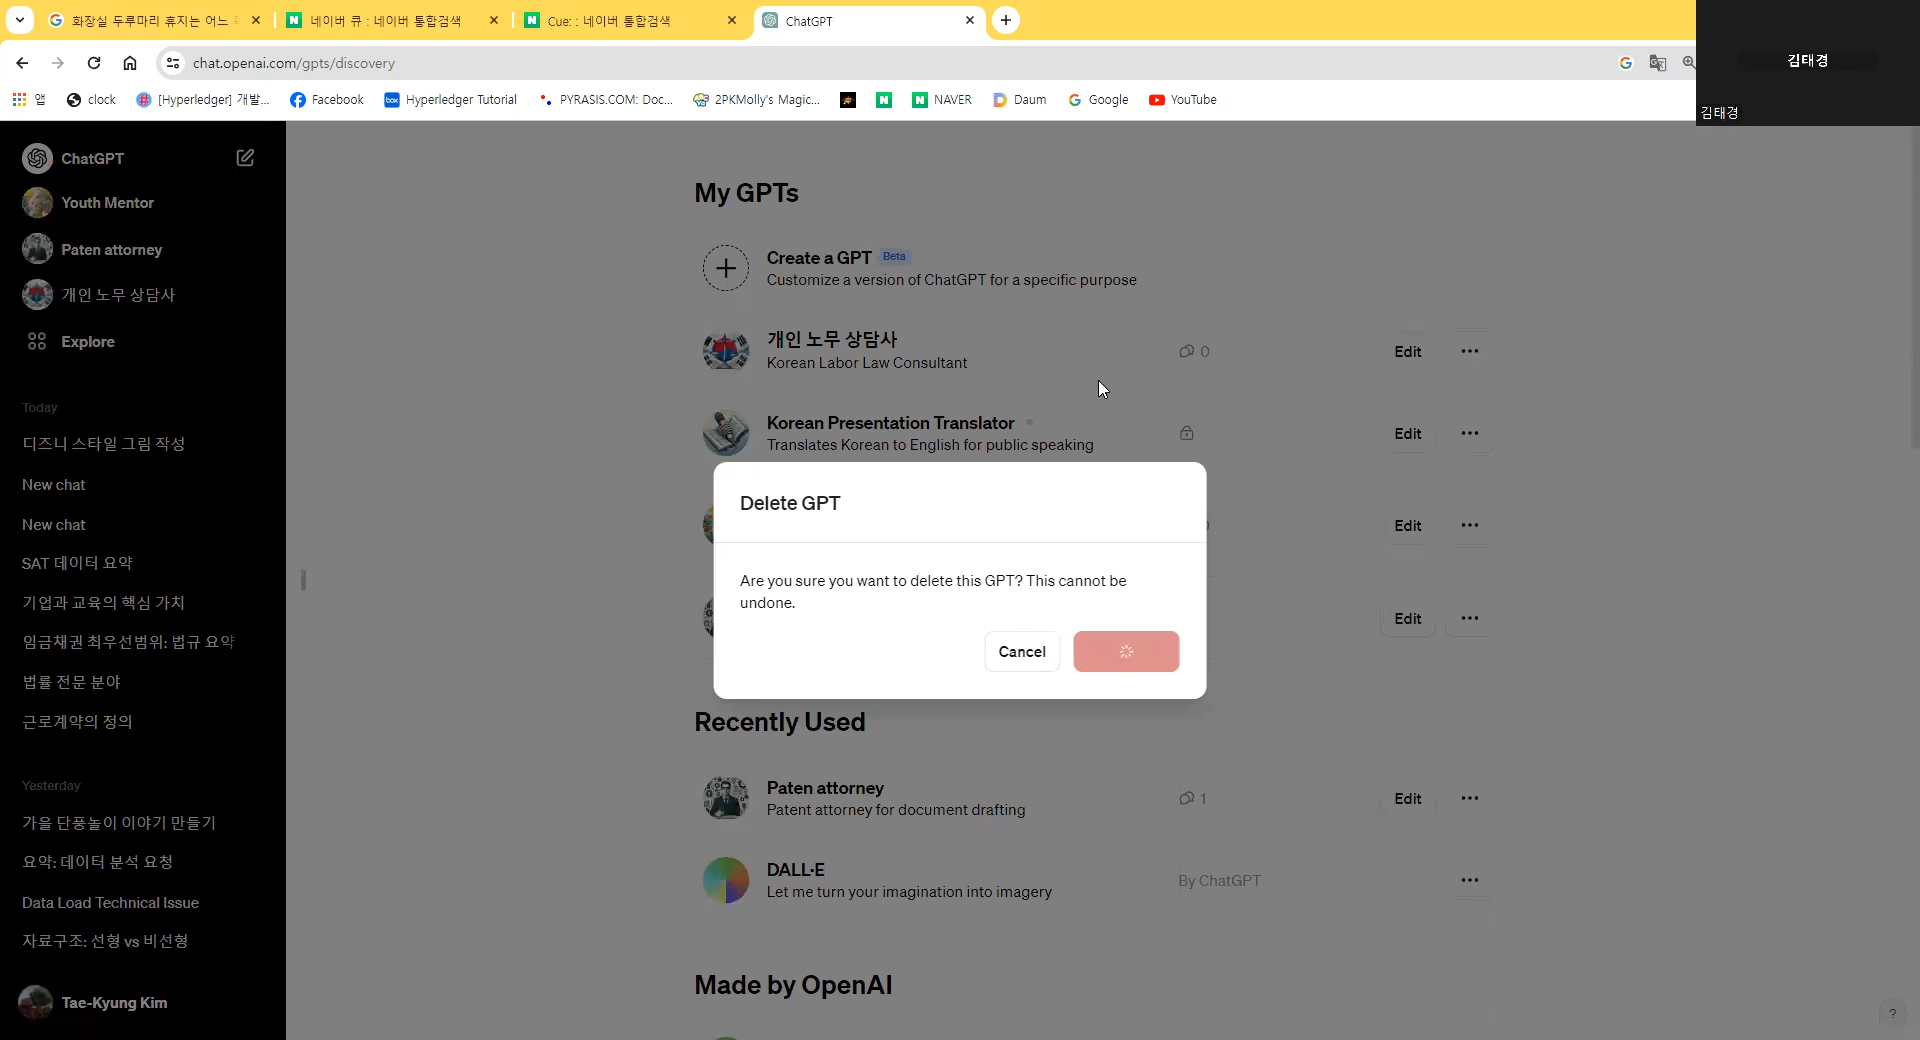 화장실 두루마리 휴지는 어느
네이버 큐 : 네이버 통합검색
Cue: : 네이버 통합검색
ChatGPT
chat.openai.com/gpts/discovery
앱
clock
[Hyperledger] 개발...
Facebook
box
Hyperledger Tutorial
PYRASIS.COM: Doc...
2PKMolly's Magic...
NAVER
Daum
Google
YouTube
김태경
김태경
ChatGPT
Youth Mentor
Paten attorney
개인 노무 상담사
Explore
Today
디즈니 스타일 그림 작성
New chat
New chat
SAT 데이터 요약
기업과 교육의 핵심 가치
임금채권 최우선범위: 법규 요약
법률 전문 분야
근로계약의 정의
Yesterday
가을 단풍놀이 이야기 만들기
요약: 데이터 분석 요청
Data Load Technical Issue
자료구조: 선형 vs 비선형
Tae-Kyung Kim
My GPTs
Create a GPT Beta
Customize a version of ChatGPT for a specific purpose
개인 노무 상담사
Korean Labor Law Consultant
0
Edit
Korean Presentation Translator
Translates Korean to English for public speaking
Edit
Edit
Edit
Delete GPT
Are you sure you want to delete this GPT? This cannot be
undone.
Cancel
Recently Used
Paten attorney
Patent attorney for document drafting
1
Edit
DALL·E
Let me turn your imagination into imagery
By ChatGPT
Made by OpenAI
?